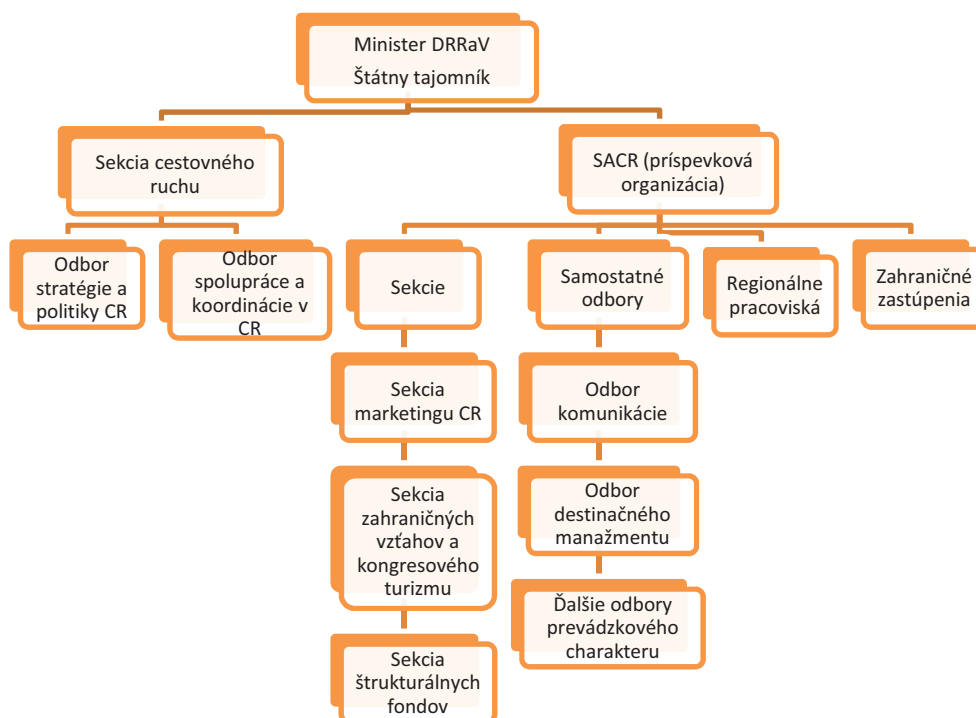 Minister DRRaV
Štátny tajomník
Sekcia cestovného
ruchu
SACR (príspevková
organizácia)
Odbor
stratégie a
politiky CR
Odbor
spolupráce a
koordinácie v
CR
Sekcie
Samostatné
odbory
Regionálne
pracoviská
Zahraničné
zastúpenia
Sekcia
marketingu CR
Odbor
komunikácie
Sekcia
zahraničných
vzťahov a
kongresového
turizmu
Odbor
destinačného
manažmentu
Ďalšie odbory
prevádzkového
charakteru
Sekcia
štrukturálnych
fondov